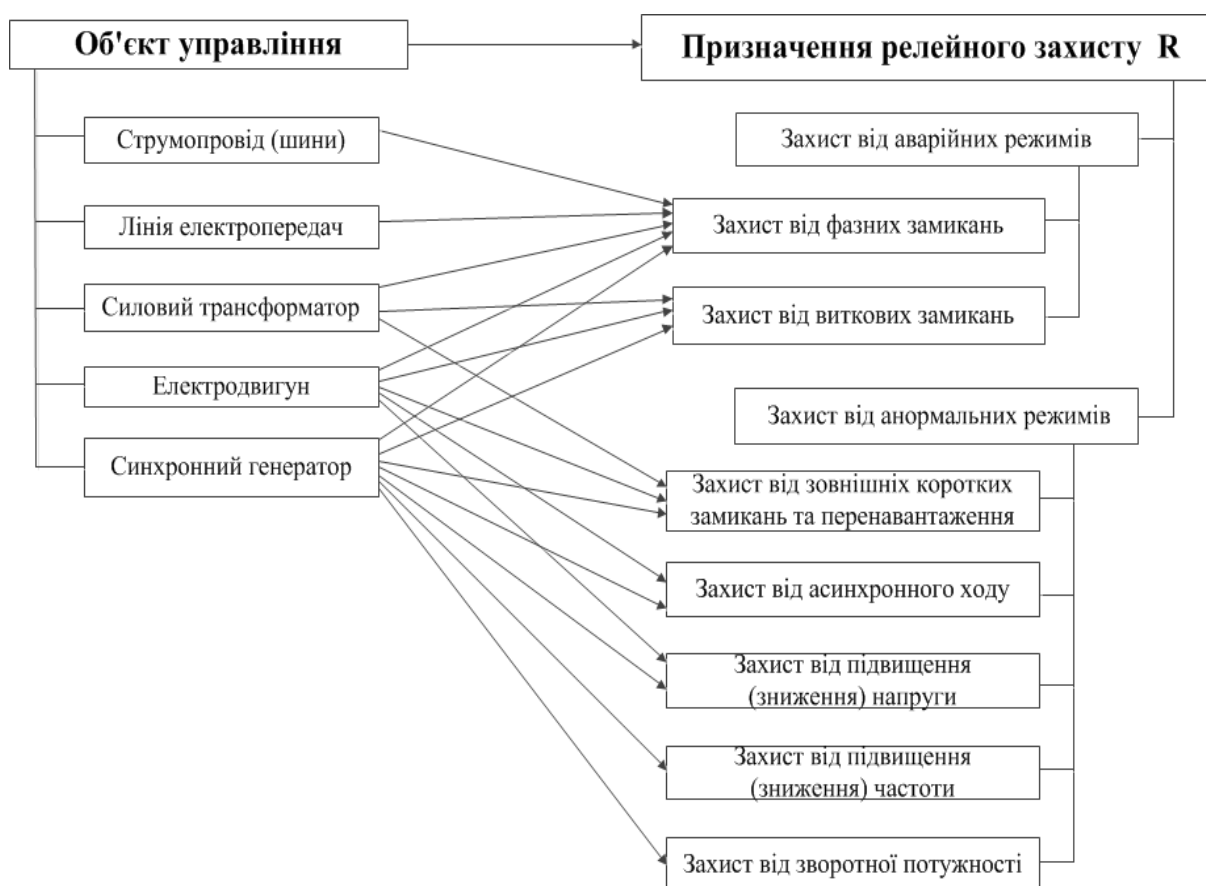 Об'єкт управління
Призначення релейного захисту R
Струмопровід (шини)
Лінія електропередач
Силовий трансформатор
Електродвигун
Синхронний генератор
Захист від аварійних режимів
Захист від фазних замикань
Захист від виткових замикань
Захист від анормальних режимів
Захист від зовнішніх коротких
замикань та перенавантаження
Захист від асинхронного ходу
Захист від підвищення
(зниження) напруги
Захист від підвищення
(зниження) частоти
Захист від зворотної потужності